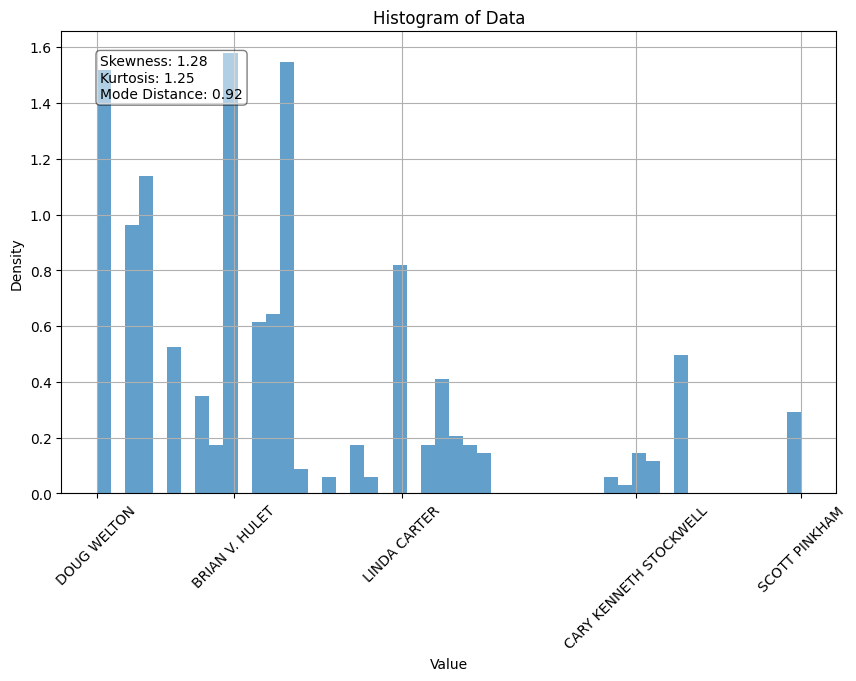 Histogram of Data
Skewness: 1.28
Kurtosis: 1.25
Mode Distance: 0.92
1.6
1.4
1.2
1.0
0.8
0.6
0.4
0.2
0.0
Density
DOUG WELTON
BRIAN V. HULET
LINDA CARTER
CARY KENNETH STOCKWELL
SCOTT PINKHAM
Value